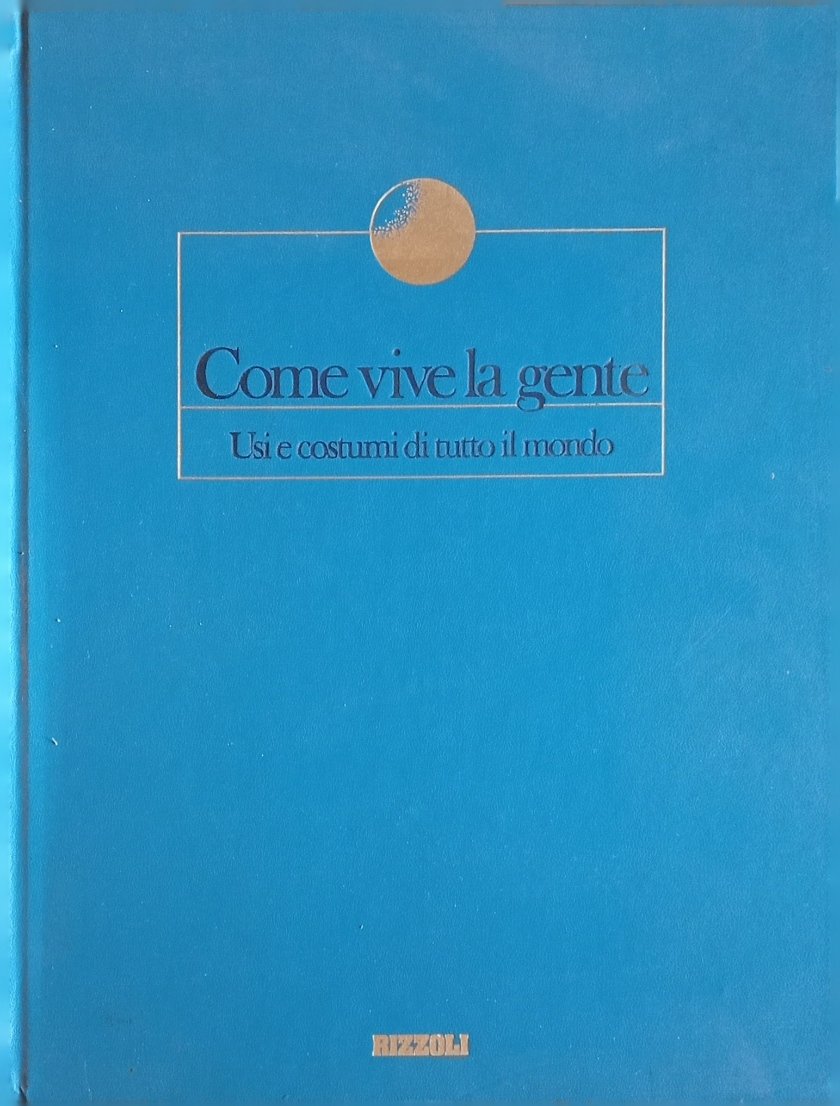 Come vive la gente
Usi e costumi di tutto il mondo
RIZZOLI